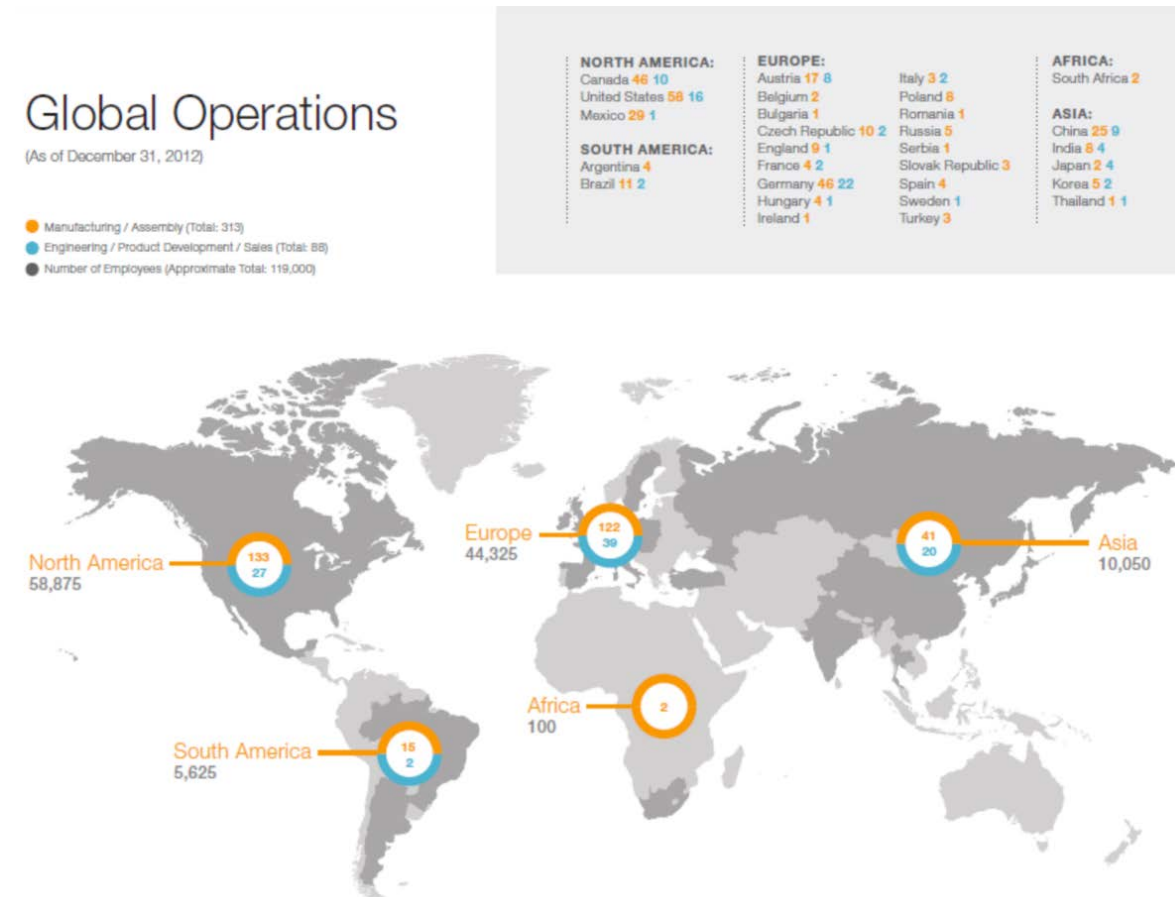 Global Operations
(As of December 31, 2012)
Manufacturing / Assembly (Total: 313)
Engineering / Product Development / Sales (Total: 88)
Number of Employees (Approximate Total: 119,000)
NORTH AMERICA:
Canada 46 10
United States 58 16
Mexico 29 1
SOUTH AMERICA:
Argentina 4
Brazil 11 2
EUROPE:
Austria 17 8
Belgium 2
Bulgaria 1
Czech Republic 10 2
England 9 1
France 4 2
Germany 46 22
Hungary 4 1
Ireland 1
Italy 3 2
Poland 8
Romania 1
Russia 5
Serbia 1
Slovak Republic 3
Spain 4
Sweden 1
Turkey 3
AFRICA:
South Africa 2
ASIA:
China 25 9
India 8 4
Japan 2 4
Korea 5 2
Thailand 1 1
North America
58,875
133
27
Europe
44,325
122
39
41
20
Asia
10,050
South America
5,625
15
2
Africa
100
2